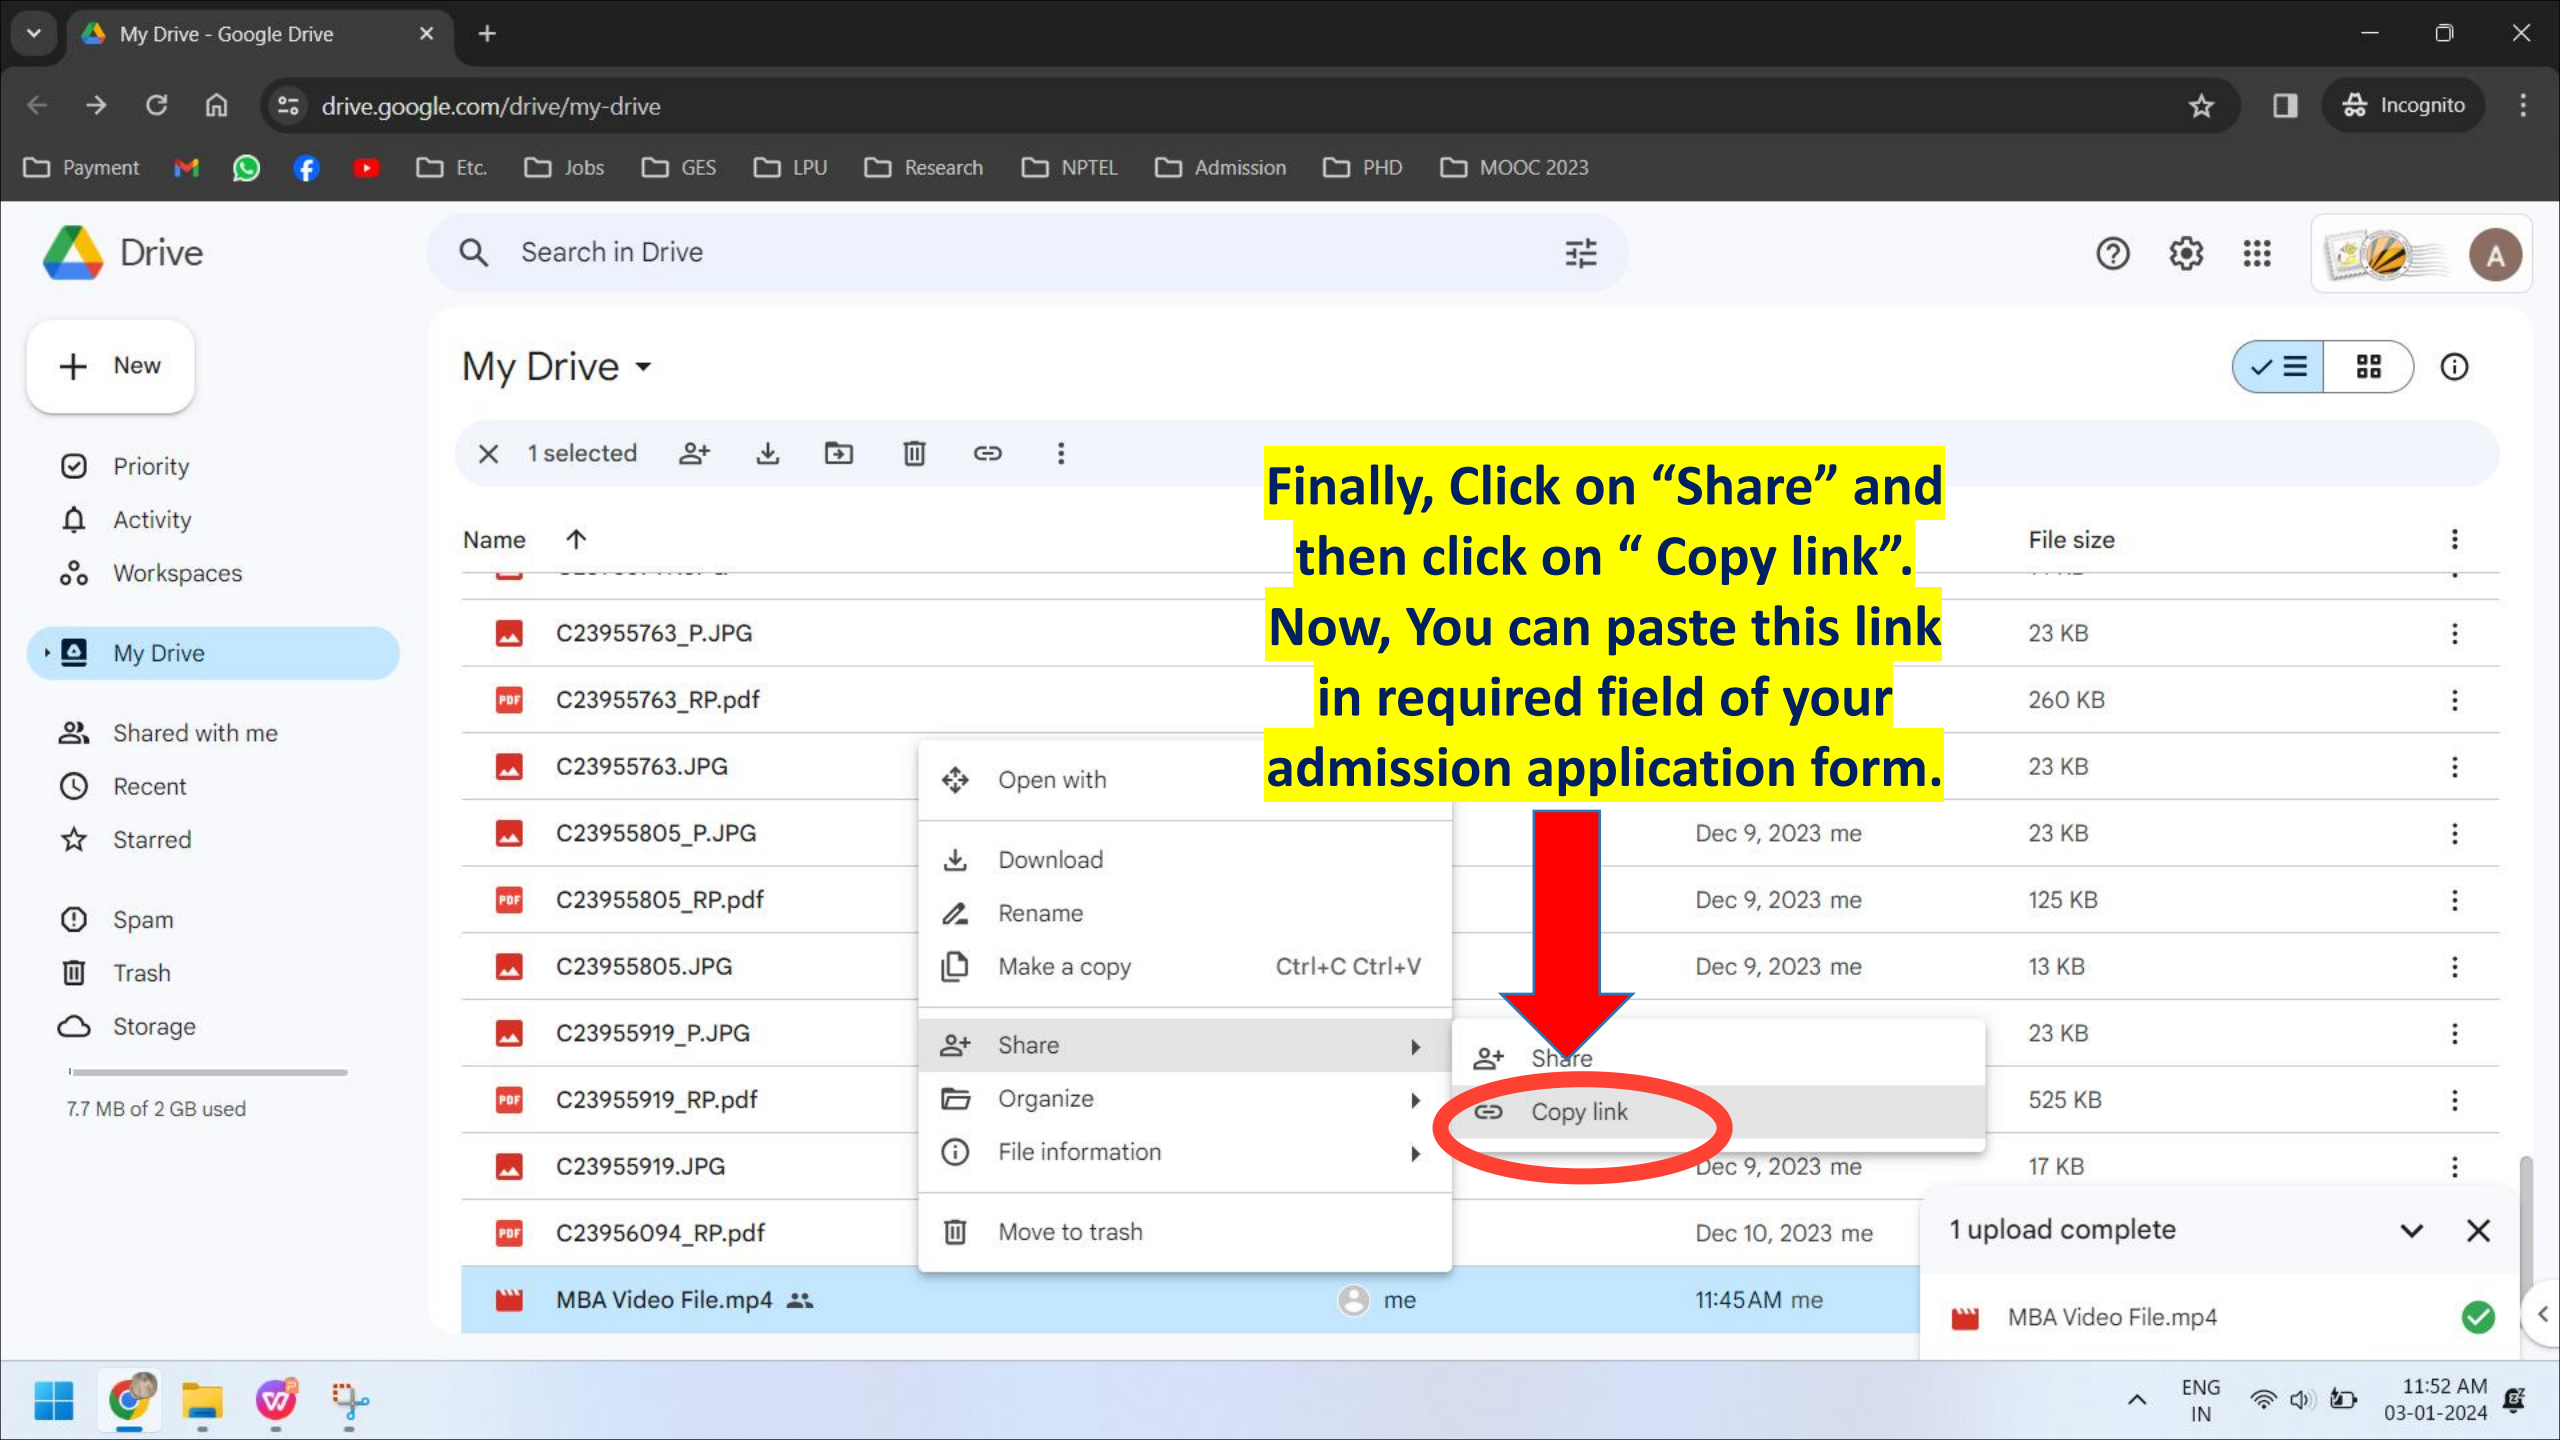 My Drive - Google Drive
drive.google.com/drive/my-drive
Incognito
Payment
Etc.
Jobs
GES
LPU
Research
NPTEL
Admission
PHD
MOOC 2023
Drive
Search in Drive
A
New
My Drive
1 selected
Priority
Activity
Workspaces
My Drive
Shared with me
Recent
Starred
Spam
Trash
Storage
7.7 MB of 2 GB used
Name
File size
Finally, Click on “Share” and
then click on “ Copy link”.
Now, You can paste this link
in required field of your
admission application form.
C23955763_P.JPG
23 KB
C23955763_RP.pdf
260 KB
C23955763.JPG
23 KB
C23955805_P.JPG
Dec 9, 2023 me
23 KB
C23955805_RP.pdf
Dec 9, 2023 me
125 KB
C23955805.JPG
Dec 9, 2023 me
13 KB
C23955919_P.JPG
23 KB
C23955919_RP.pdf
525 KB
C23955919.JPG
Dec 9, 2023 me
17 KB
C23956094_RP.pdf
Dec 10, 2023 me
MBA Video File.mp4
me
11:45 AM me
Open with
Download
Rename
Make a copy
Ctrl+C Ctrl+V
Share
Organize
File information
Move to trash
Share
Copy link
1 upload complete
MBA Video File.mp4
ENG
IN
11:52 AM
03-01-2024